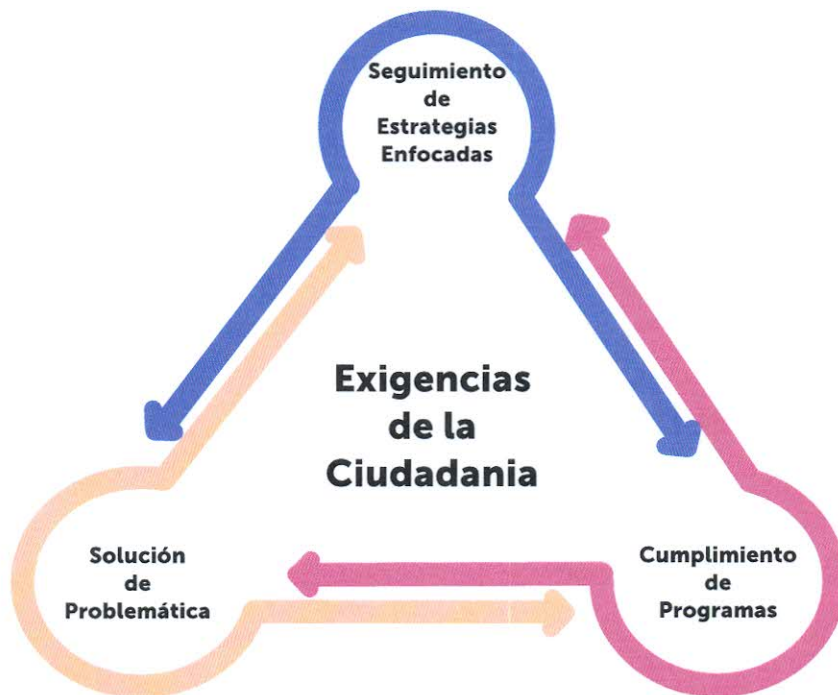 Seguimiento
de
Estrategias
Enfocadas
Exigencias
de la
Ciudadania
Solución
de
Problemática
Cumplimiento
de
Programas